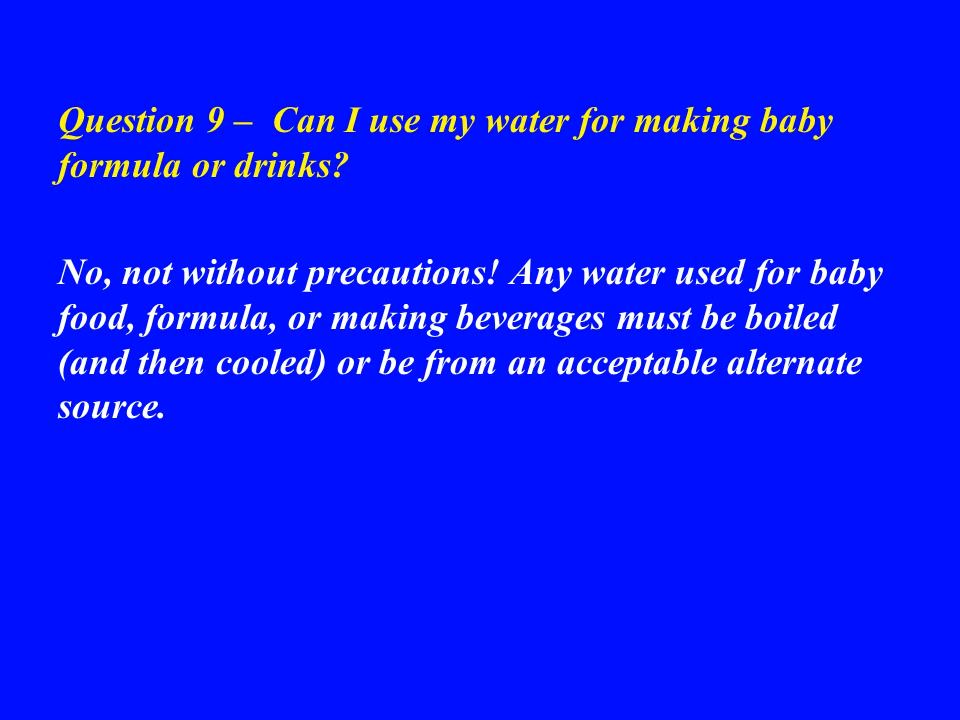 Question 9 – Can I use my water for making baby
formula or drinks?
No, not without precautions! Any water used for baby
food, formula, or making beverages must be boiled
(and then cooled) or be from an acceptable alternate
source.